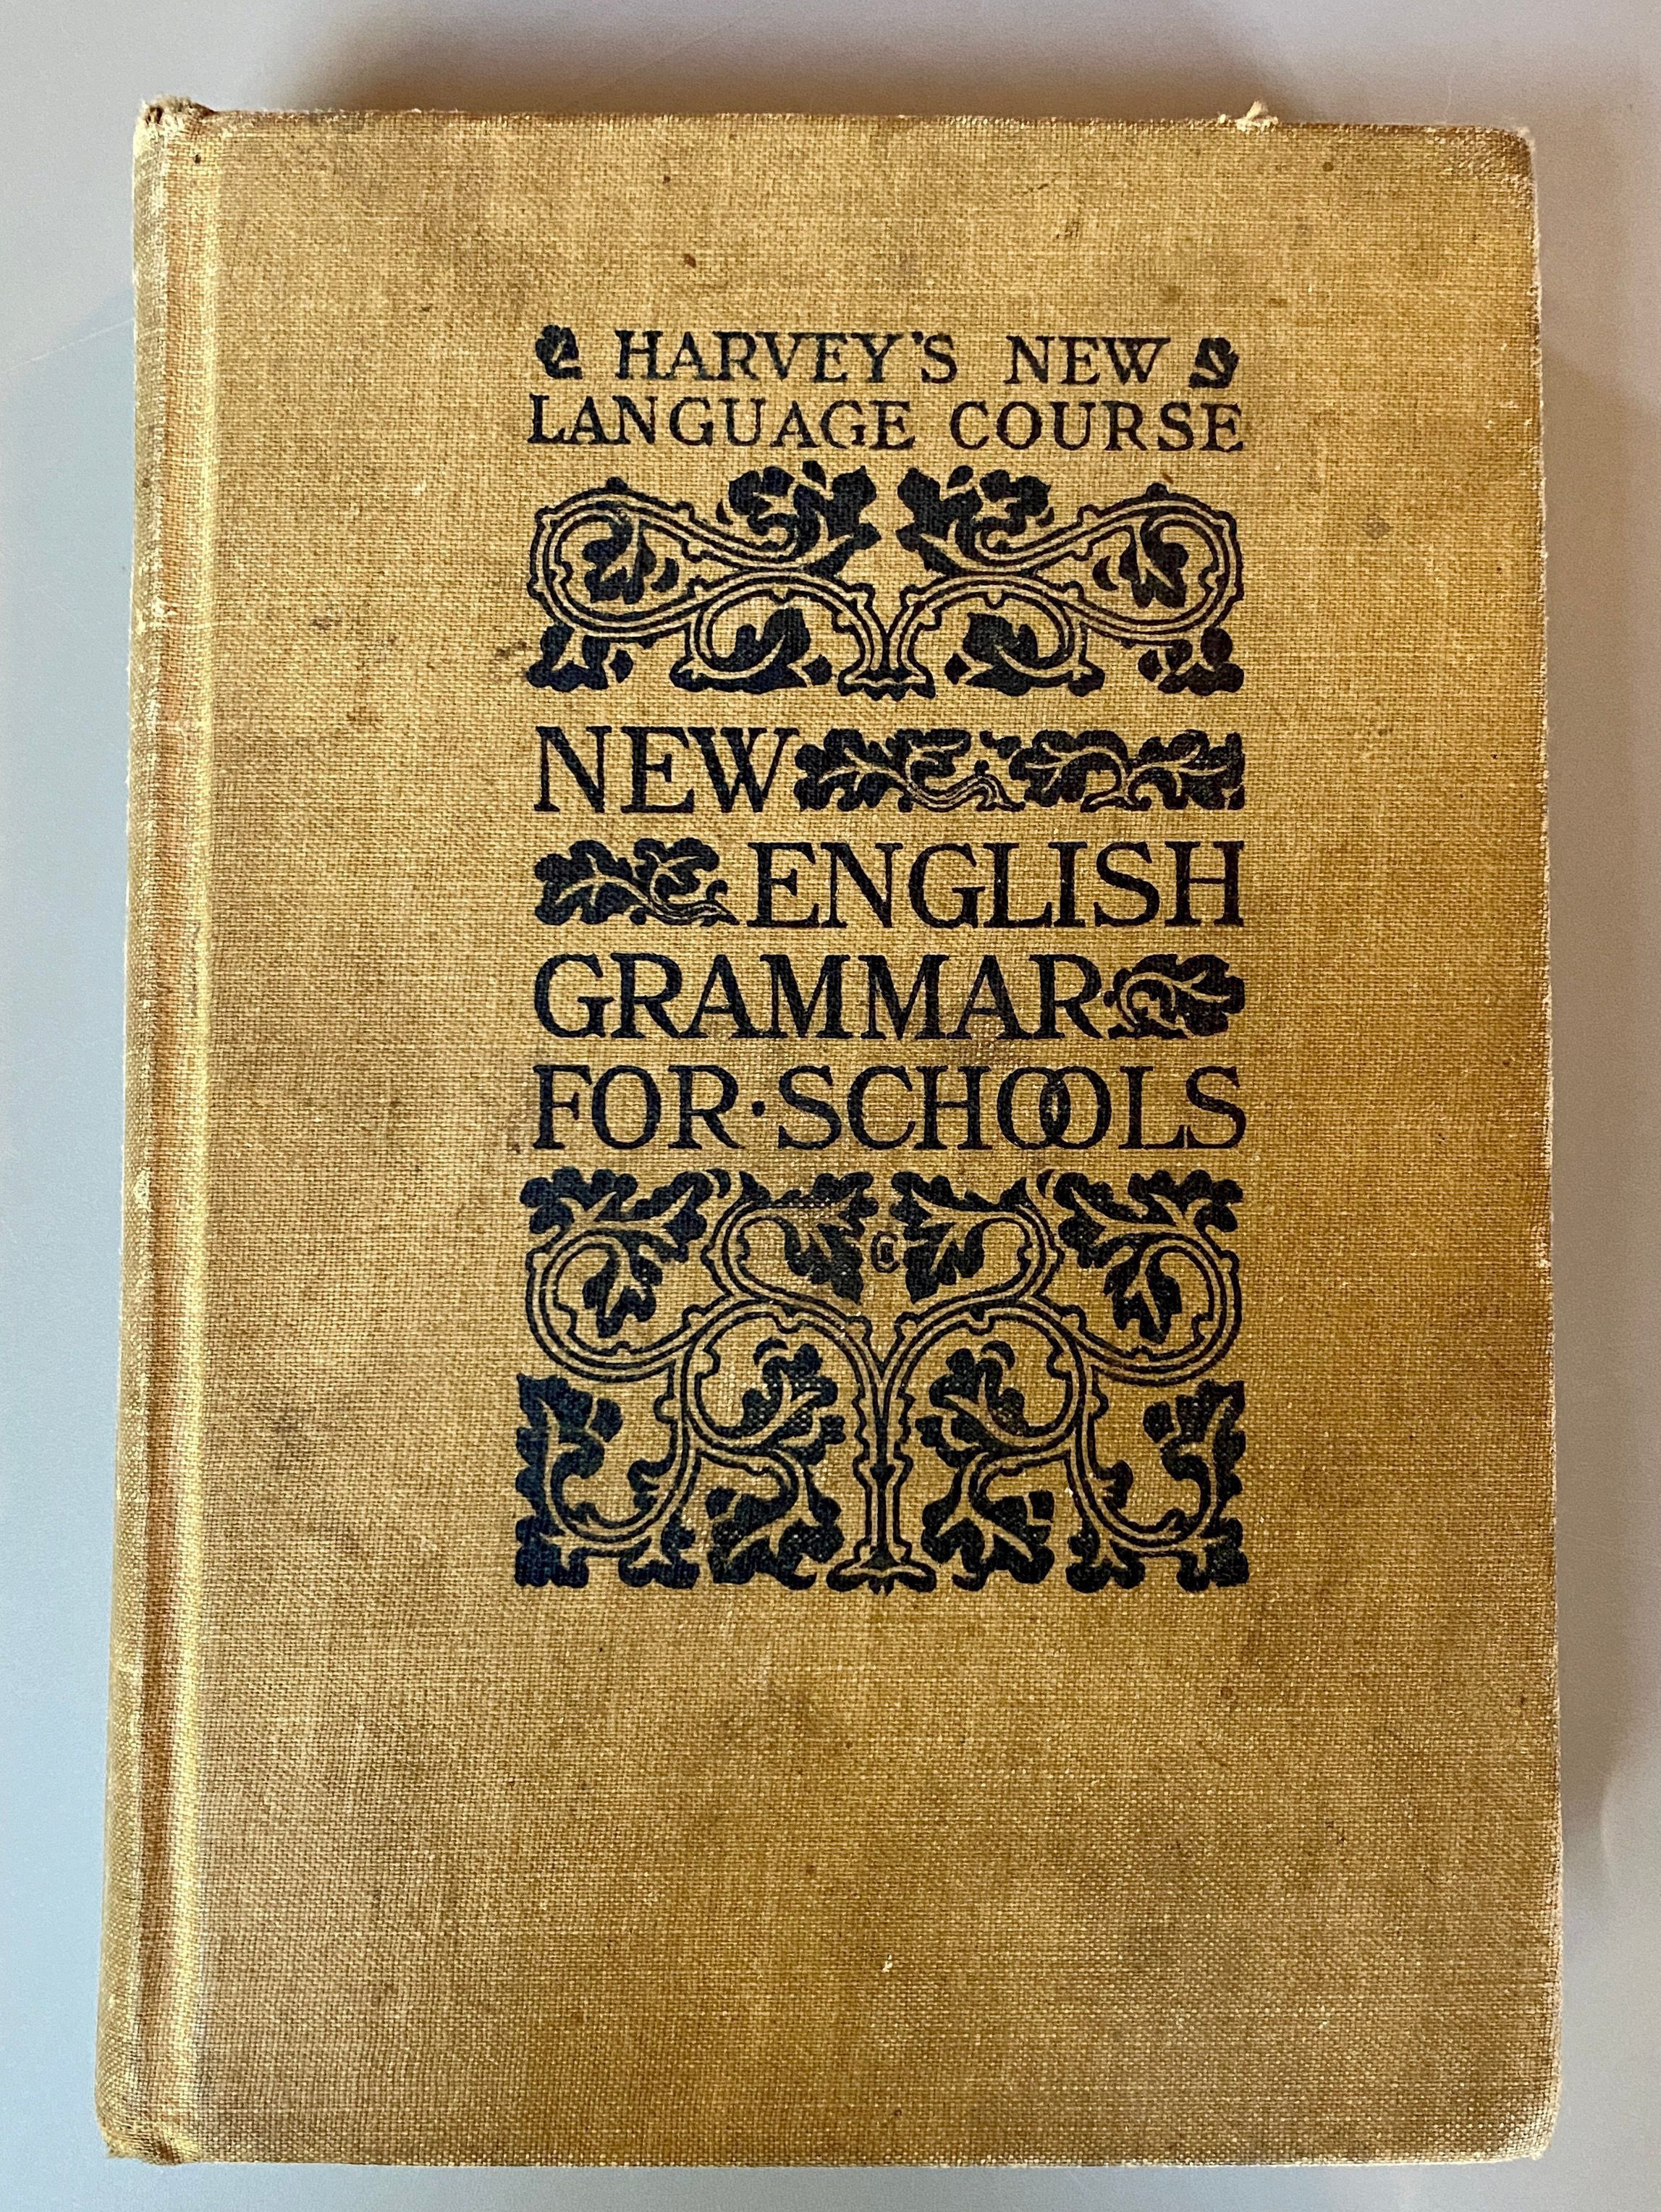 HARVEY'S NEW
LANGUAGE COURSE
NEW
ENGLISH
GRAMMAR
FOR·SCHOOLS